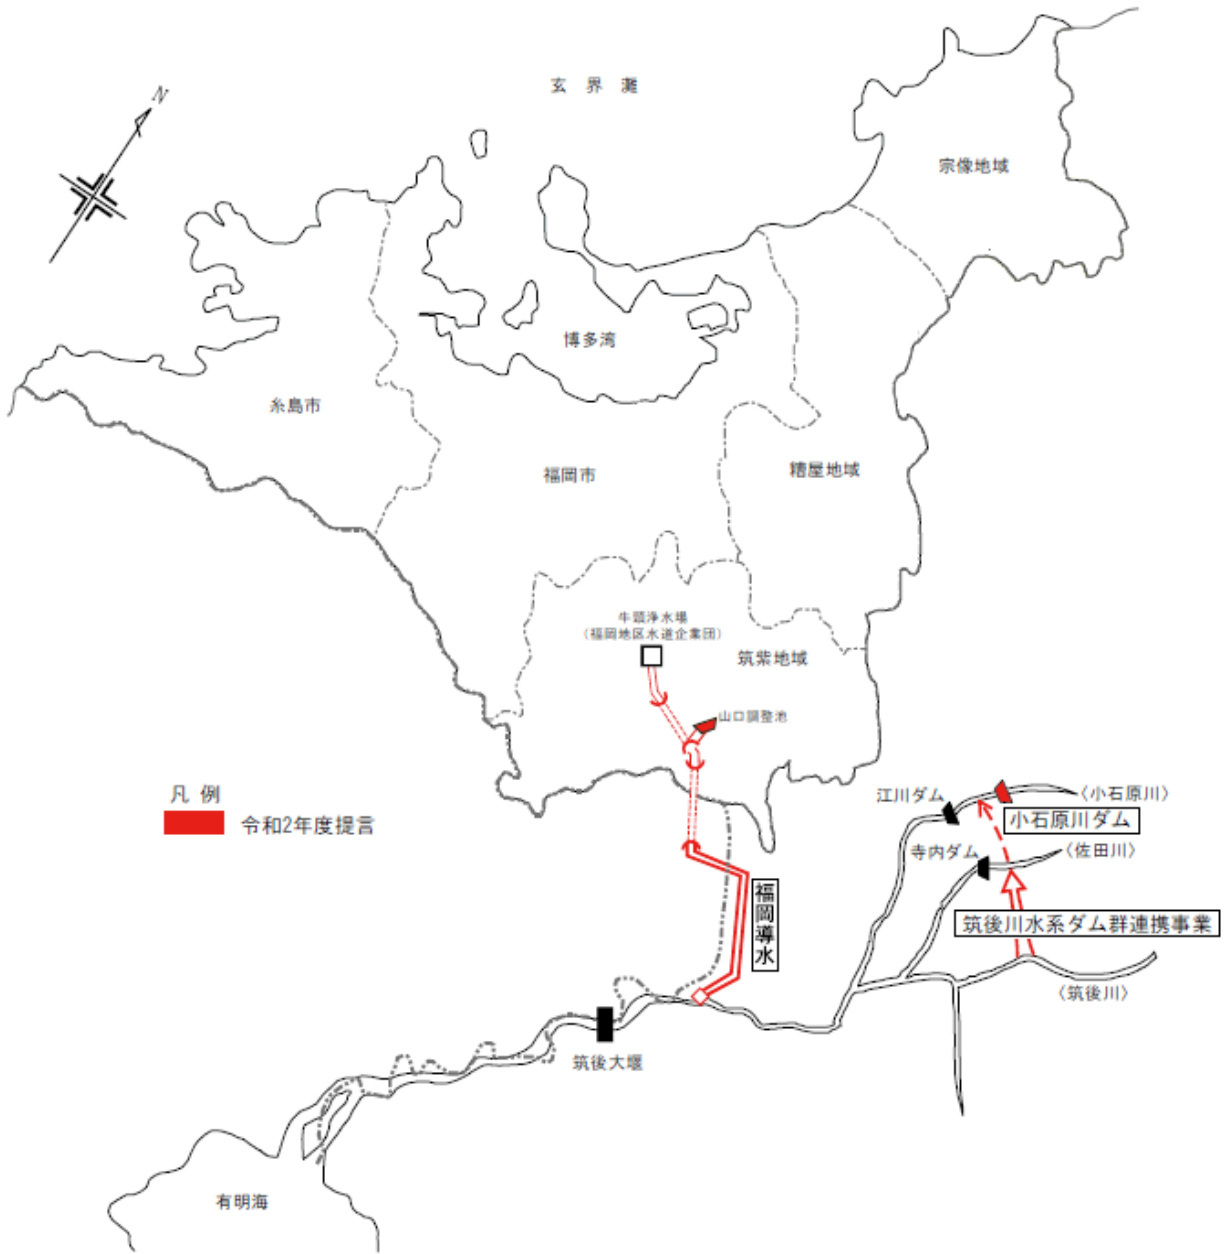 玄界灘
N
宗像地域
博多湾
糸島市
福岡市
糟屋地域
牛頸浄水場
(福岡地区水道企業団)
筑紫地域
山口調整池
凡例
令和2年度提言
江川ダム
〈小石原川〉
小石原川ダム
寺内ダム
〈佐田川〉
福岡導水
筑後川水系ダム群連携事業
〈筑後川〉
筑後大堰
有明海